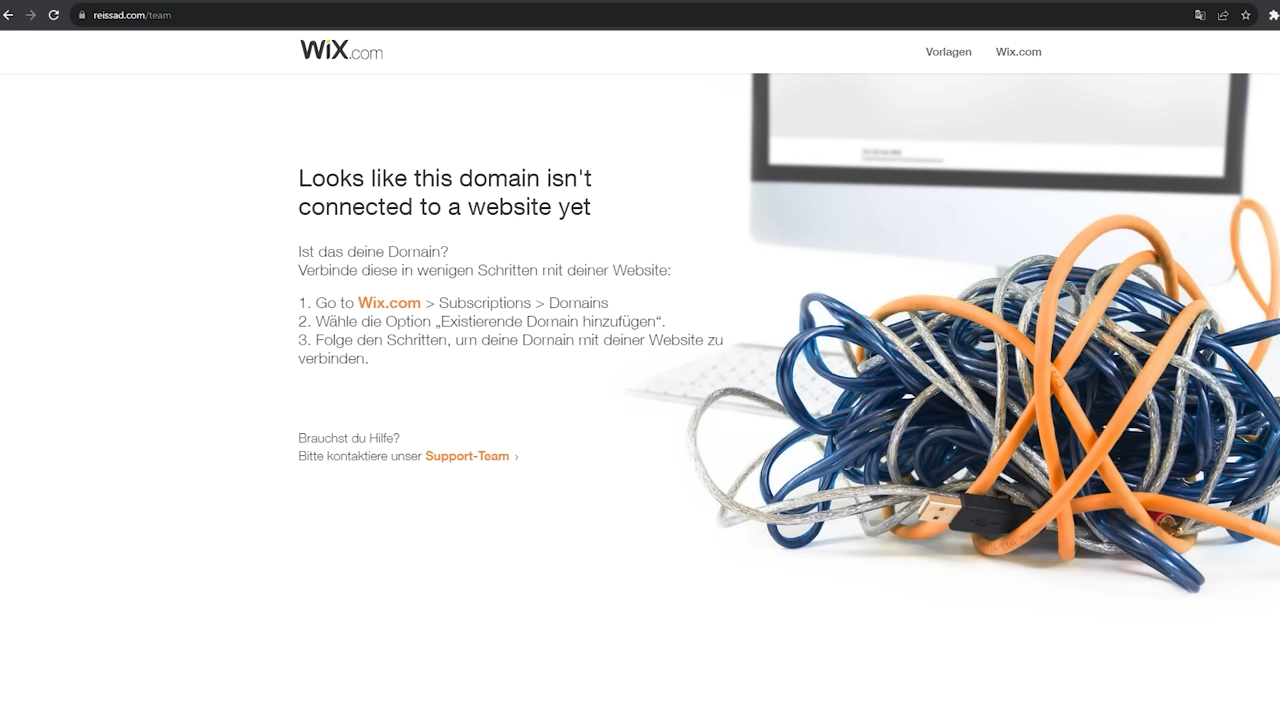 reissad.com/team
WiX.com
Vorlagen
Wix.com
Looks like this domain isn't
connected to a website yet
Ist das deine Domain?
Verbinde diese in wenigen Schritten mit deiner Website:
1. Go to Wix.com > Subscriptions > Domains
2. Wähle die Option „Existierende Domain hinzufügen“.
3. Folge den Schritten, um deine Domain mit deiner Website zu
verbinden.
Brauchst du Hilfe?
Bitte kontaktiere unser Support-Team ›